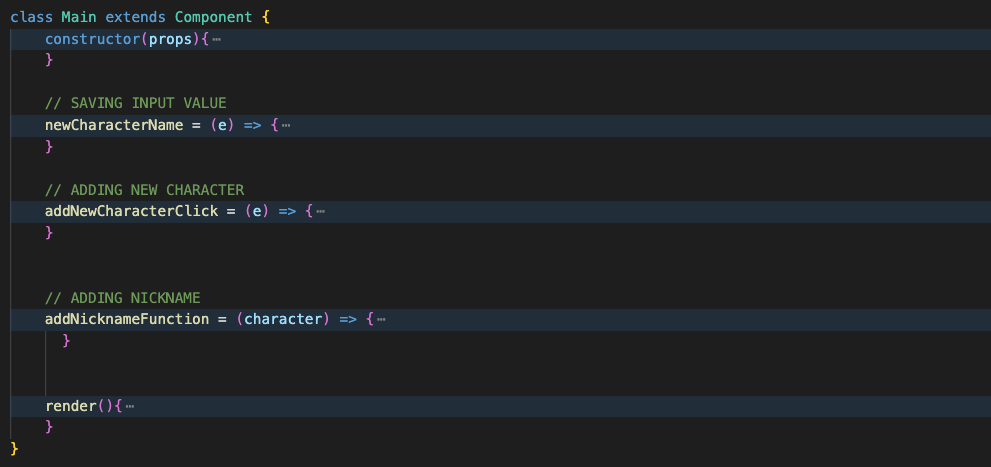 class Main extends Component {
constructor(props){⋯
}
// SAVING INPUT VALUE
newCharacterName = (e) => {⋯
}
// ADDING NEW CHARACTER
addNewCharacterClick = (e) => {⋯
}
// ADDING NICKNAME
addNicknameFunction = (character) => {⋯
}
render(){⋯
}
}